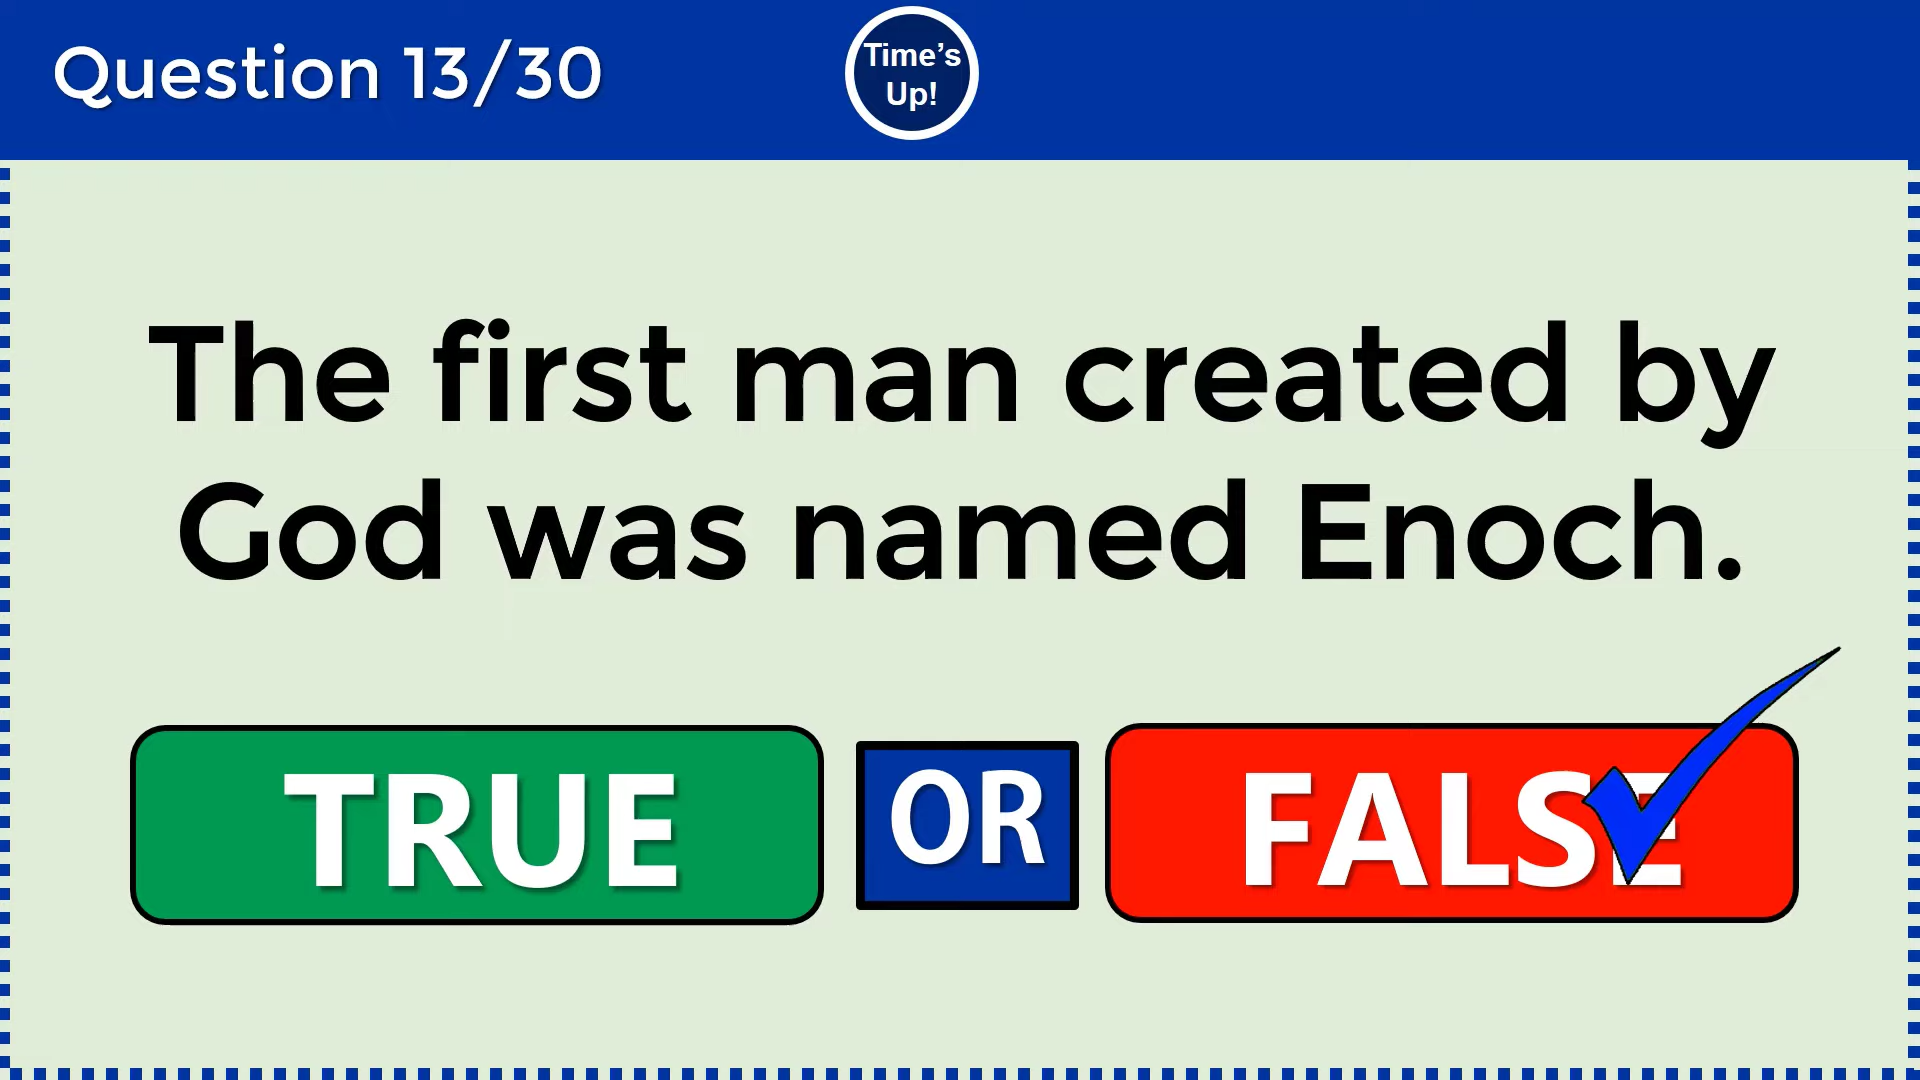 Question 13/30
Time’s
Up!
The first man created by
God was named Enoch.
TRUE
OR
FALSE